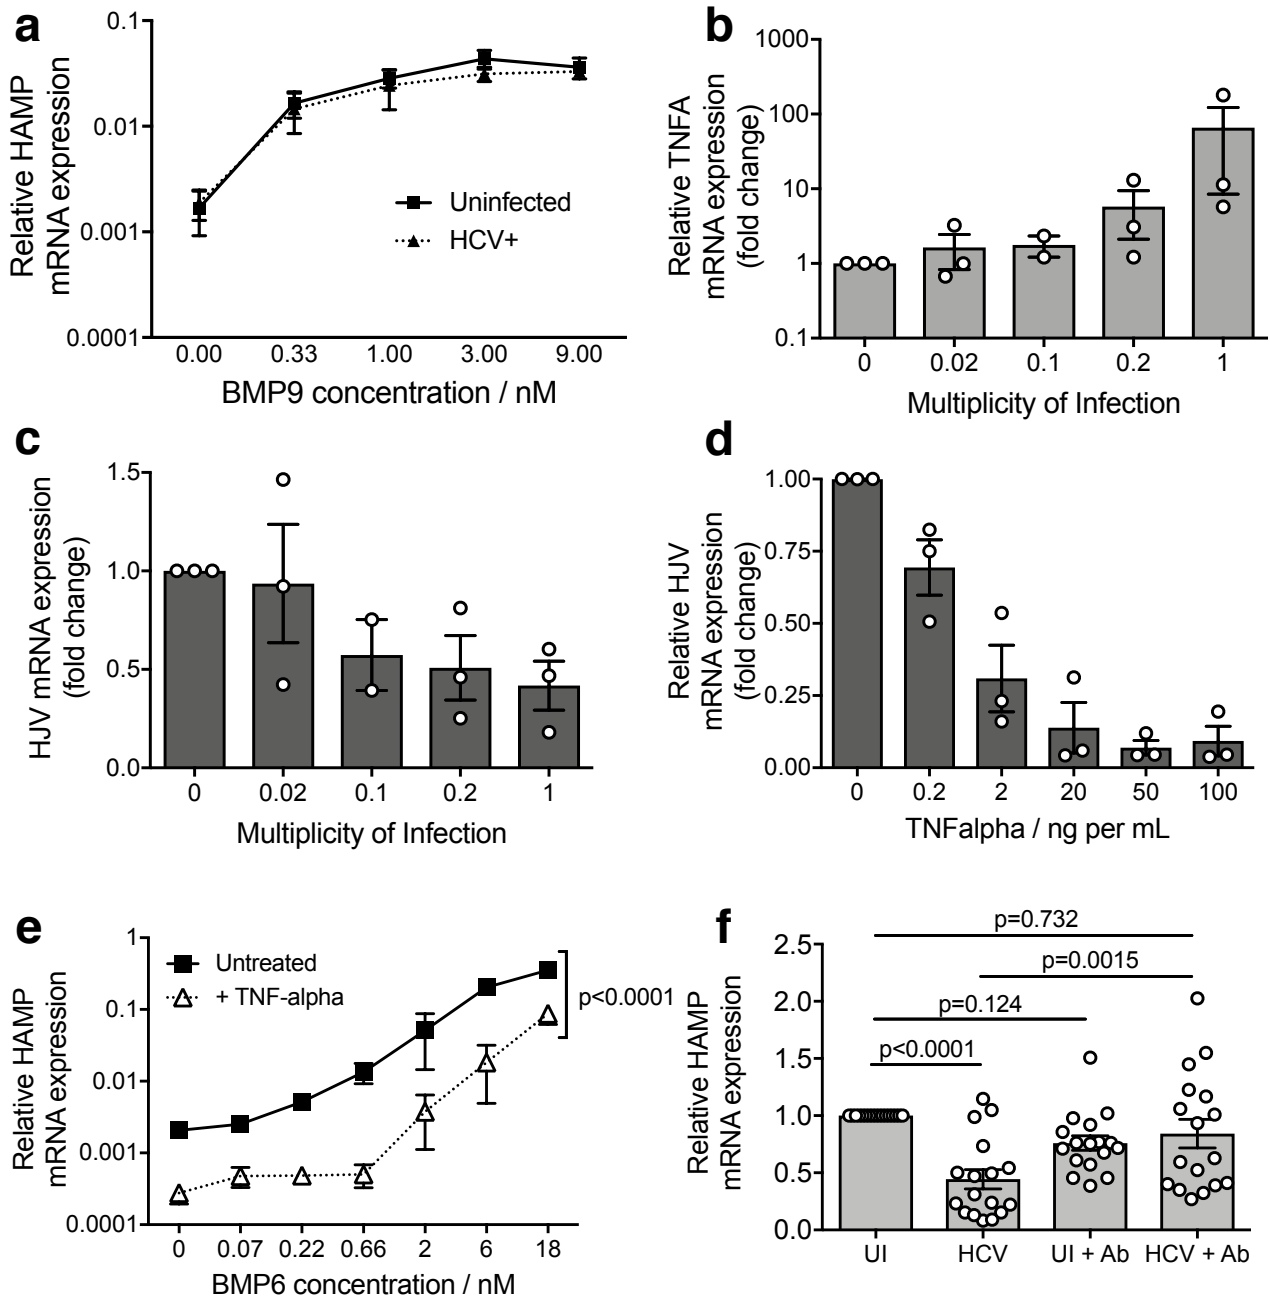 a
Relative HAMP
mRNA expression
0.1
0.01
0.001
0.0001
Uninfected
HCV+
0.00 0.33 1.00 3.00 9.00
BMP9 concentration / nM
b
Relative TNFA
mRNA expression
(fold change)
1000
100
10
1
0.1
0 0.02 0.1 0.2 1
Multiplicity of Infection
c
HJV mRNA expression
(fold change)
1.5
1.0
0.5
0.0
0 0.02 0.1 0.2 1
Multiplicity of Infection
d
Relative HJV
mRNA expression
(fold change)
1.00
0.75
0.50
0.25
0.00
0 0.2 2 20 50 100
TNFalpha / ng per mL
e
Relative HAMP
mRNA expression
1
0.1
0.01
0.001
0.0001
Untreated
+ TNF-alpha
p<0.0001
0 0.07 0.22 0.66 2 6 18
BMP6 concentration / nM
f
Relative HAMP
mRNA expression
2.5
2.0
1.5
1.0
0.5
0.0
p=0.732
p=0.0015
p=0.124
p<0.0001
UI HCV UI + Ab HCV + Ab